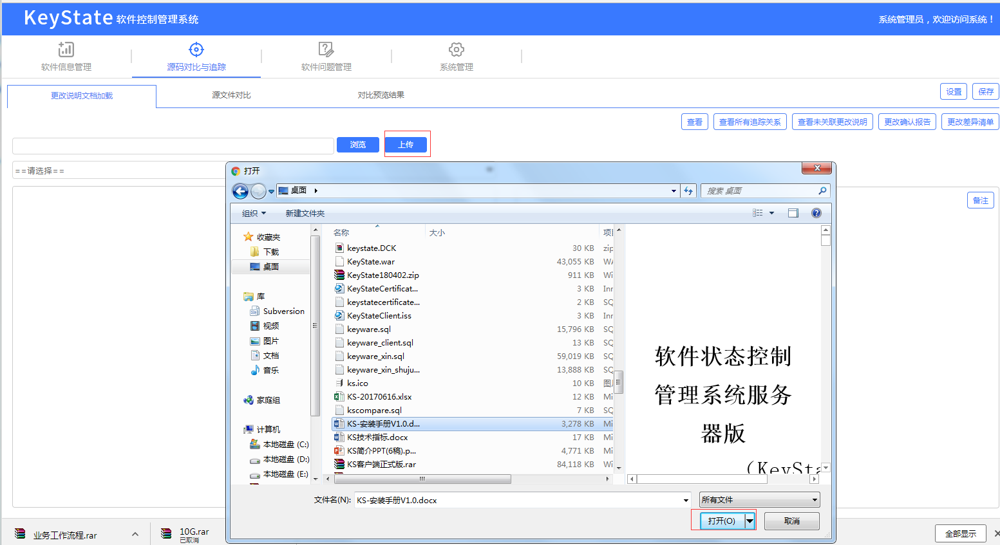 KeyState 软件控制管理系统
系统管理员，欢迎访问系统！
软件信息管理
源码对比与追踪
软件问题管理
系统管理
更改说明文档加载
源文件对比
对比预览结果
设置
保存
查看
查看所有追踪关系
查看未关联更改说明
更改确认报告
更改差异清单
浏览
上传
==请选择==
备注
打开
桌面
搜索 桌面
组织
新建文件夹
收藏夹
下载
桌面
库
Subversion
视频
图片
文档
音乐
家庭组
计算机
本地磁盘 (C:)
本地磁盘 (D:)
本地磁盘 (E:)
名称 大小
keystate.DCK 30 KB zip
KeyState.war 43,055 KB WA
KeyState180402.zip 911 KB Wi
KeyStateCertificat... 3 KB Inn
keystatecertificate... 2 KB SQ
KeyStateClient.iss 3 KB Inn
keyware.sql 15,796 KB SQ
keyware_client.sql 13 KB SQ
keyware_xin.sql 59,019 KB SQ
keyware_xin_shuju... 13,888 KB SQ
ks.ico 10 KB 图
KS-20170616.xlsx 12 KB Mi
kscompare.sql 7 KB SQ
KS-安装手册V1.0.d... 3,278 KB Mi
KS技术指标.docx 17 KB Mi
KS简介PPT(6稿).p... 4,771 KB Mi
KS客户端正式版.rar 84,118 KB Wi
软件状态控制
管理系统服务
器版
（KeySta
文件名(N): KS-安装手册V1.0.docx
所有文件
打开(O)
取消
业务工作流程.rar
10G.rar
已取消
全部显示